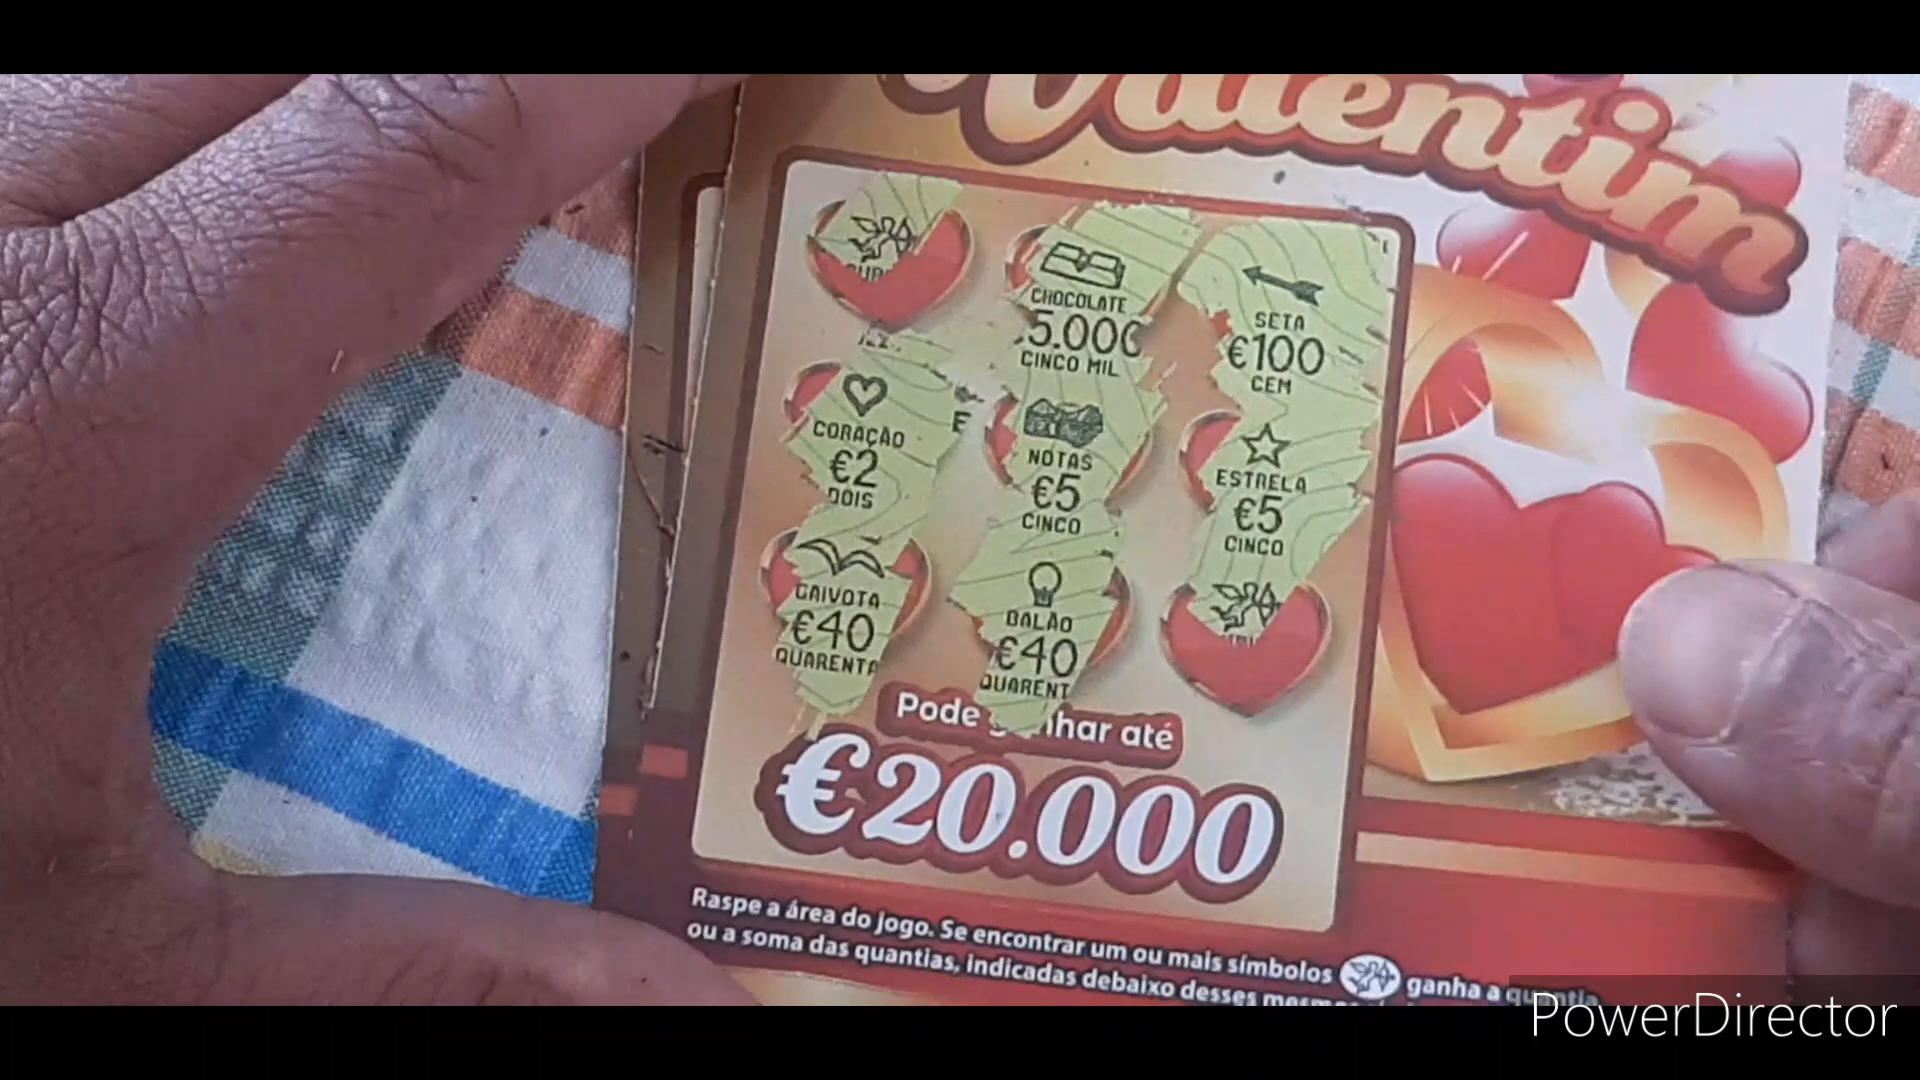 Valentim
CHOCOLATE
5.000
CINCO MIL
SETA
€100
CEM
CORAÇÃO
€2
DOIS
E
NOTAS
€5
CINCO
ESTRELA
€5
CINCO
GAIVOTA
€40
QUARENTA
BALÃO
€40
QUARENT
Pode ganhar até
€20.000
Raspe a área do jogo. Se encontrar um ou mais símbolos ganha a quantia
ou a soma das quantias, indicadas debaixo desses
PowerDirector